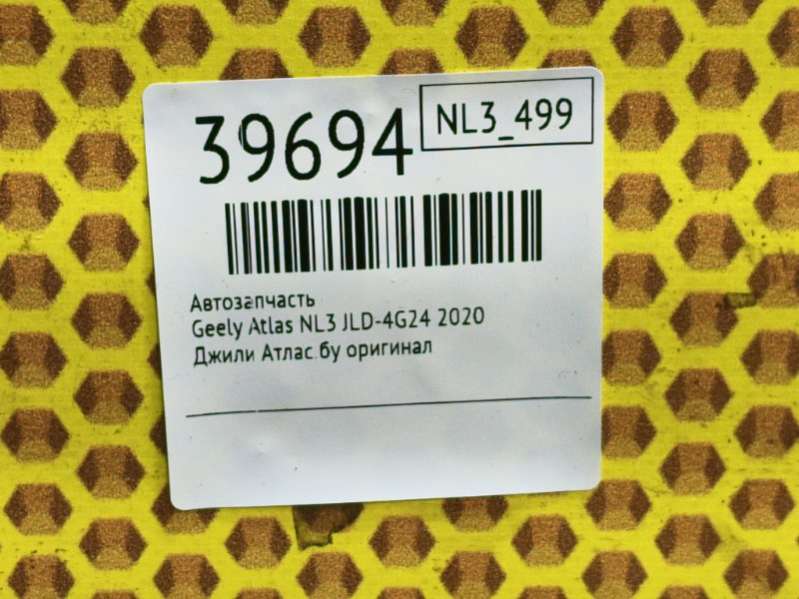 39694
NL3_499
Автозапчасть
Geely Atlas NL3 JLD-4G24 2020
Джили Атлас бу оригинал